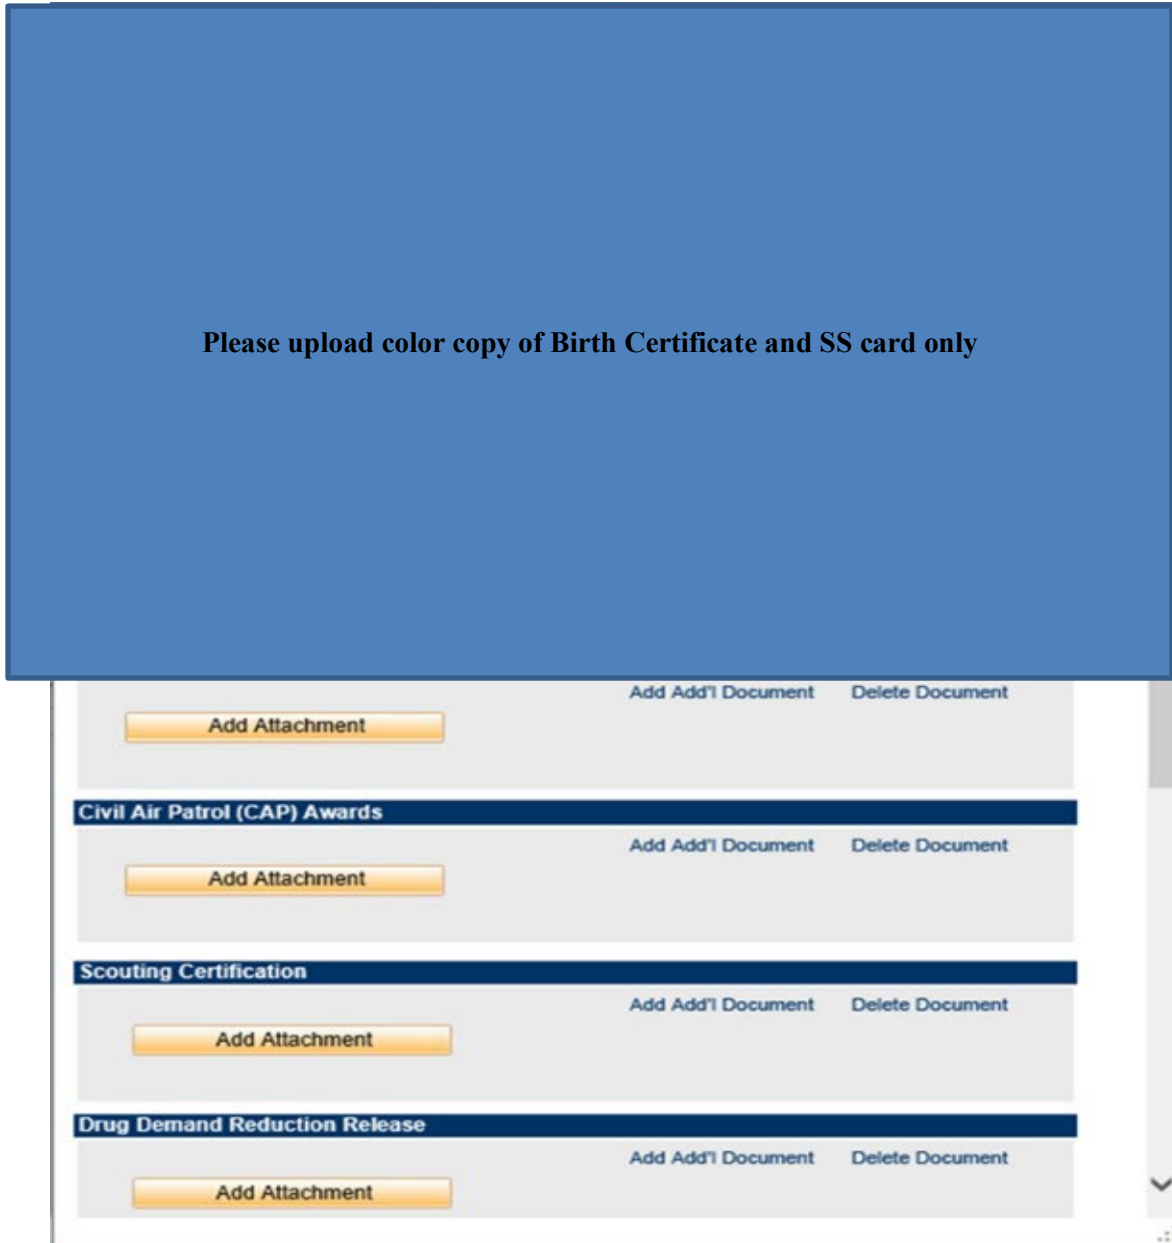 Please upload color copy of Birth Certificate and SS card only
Add Add'l Document Delete Document
Add Attachment
Civil Air Patrol (CAP) Awards
Add Add'l Document Delete Document
Add Attachment
Scouting Certification
Add Add'l Document Delete Document
Add Attachment
Drug Demand Reduction Release
Add Add'l Document Delete Document
Add Attachment